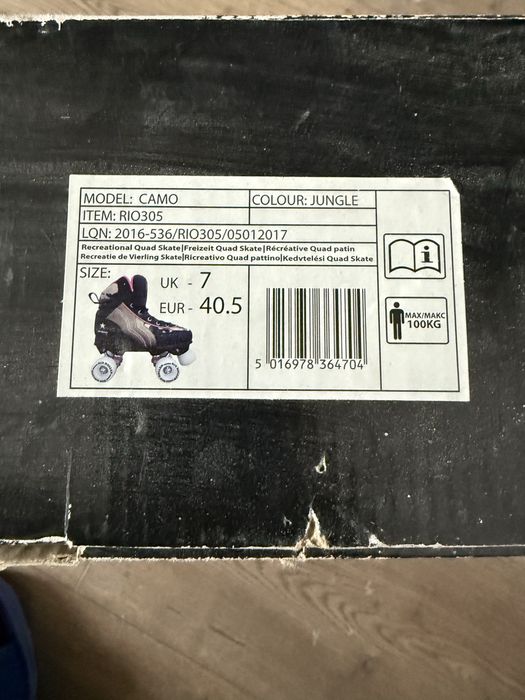 MODEL: CAMO
COLOUR: JUNGLE
ITEM: RIO305
LQN: 2016-536/RIO305/05012017
Recreational Quad Skate|Freizeit Quad Skate|Récréative Quad patin
Recreatie de Vierling Skate|Ricreativo Quad pattino|Kedvtelési Quad Skate
SIZE:
UK - 7
EUR - 40.5
5 016978 364704
i
MAX/MAKC
100KG